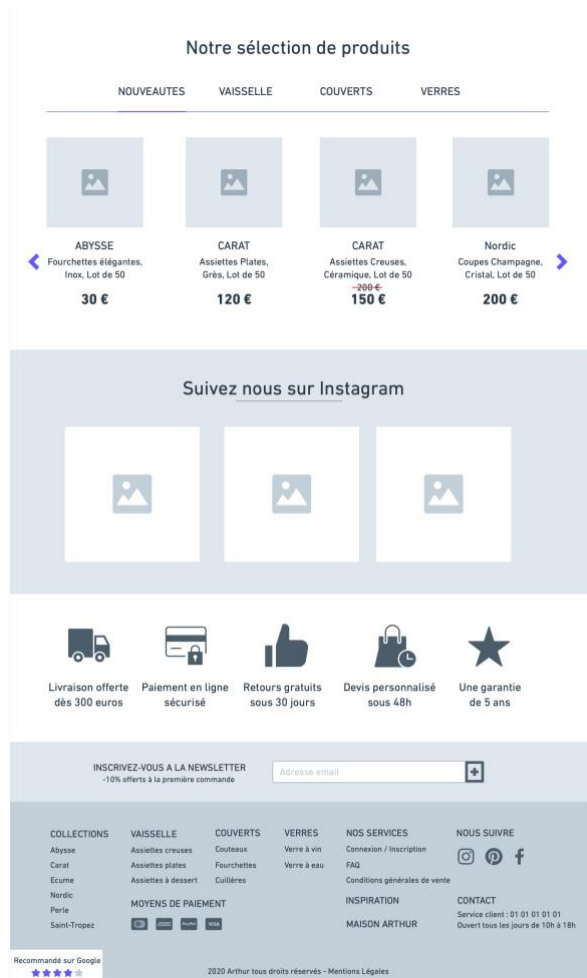 Notre sélection de produits
NOUVEAUTES VAISSELLE COUVERTS VERRES
ABYSSE
Fourchettes élégantes,
Inox, Lot de 50
30 €
CARAT
Assiettes Plates,
Grès, Lot de 50
120 €
CARAT
Assiettes Creuses,
Céramique, Lot de 50
200 €
150 €
Nordic
Coupes Champagne,
Cristal, Lot de 50
200 €
Suivez nous sur Instagram
Livraison offerte
dès 300 euros
Paiement en ligne
sécurisé
Retours gratuits
sous 30 jours
Devis personnalisé
sous 48h
Une garantie
de 5 ans
INSCRIVEZ-VOUS A LA NEWSLETTER
-10% offerts à la première commande
Adresse email
COLLECTIONS
Abysse
Carat
Ecume
Nordic
Perle
Saint-Tropez
VAISSELLE
Assiettes creuses
Assiettes plates
Assiettes à dessert
COUVERTS
Couteaux
Fourchettes
Cuillères
VERRES
Verre à vin
Verre à eau
MOYENS DE PAIEMENT
VISA
NOS SERVICES
Connexion / Inscription
FAQ
Conditions générales de vente
INSPIRATION
MAISON ARTHUR
NOUS SUIVRE
CONTACT
Service client : 01 01 01 01 01
Ouvert tous les jours de 10h à 18h
Recommandé sur Google
2020 Arthur tous droits réservés - Mentions Légales